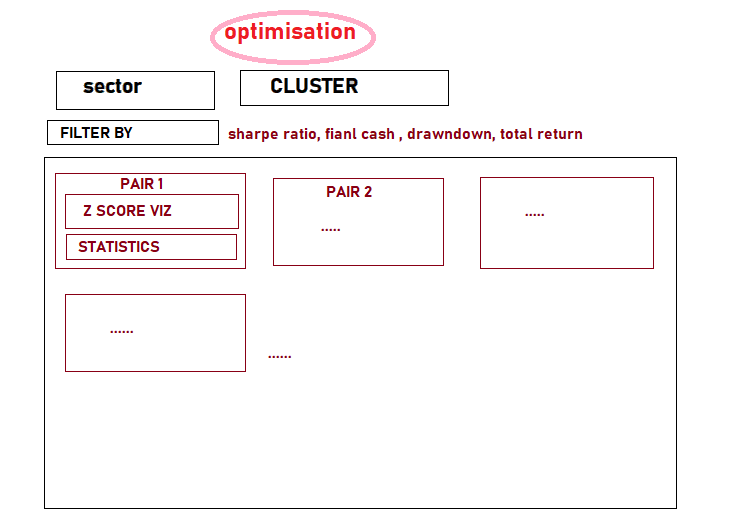 optimisation
sector
CLUSTER
FILTER BY
sharpe ratio, fianl cash , drawndown, total return
PAIR 1
Z SCORE VIZ
STATISTICS
PAIR 2
.....
.....
......
......